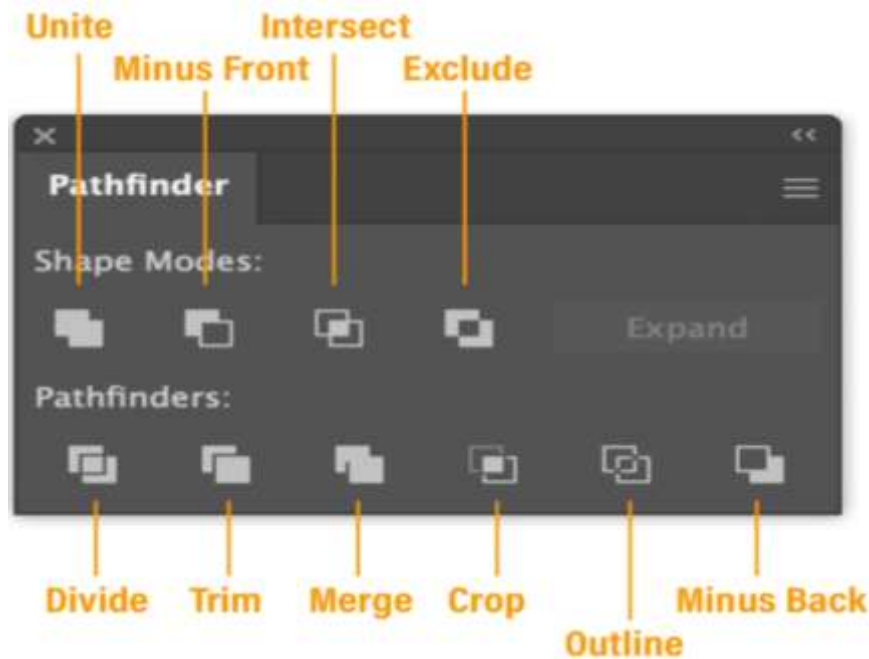 Unite
Intersect
Minus Front
Exclude
Pathfinder
Shape Modes:
Expand
Pathfinders:
Divide
Trim
Merge
Crop
Minus Back
Outline